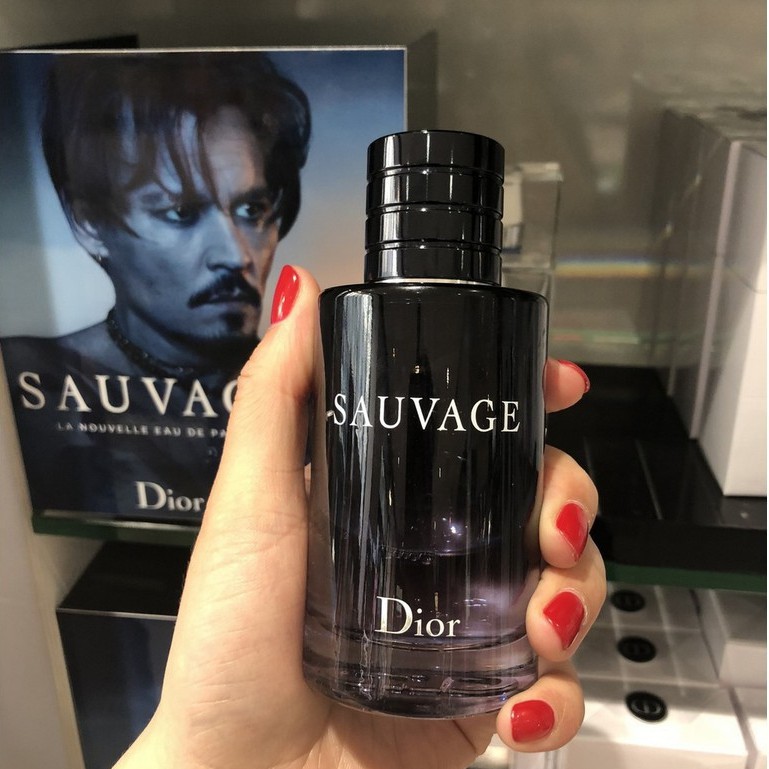 SAUVAG
LA NOUVELLE EAU DE PA
Dior
SAUVAGE
Dior